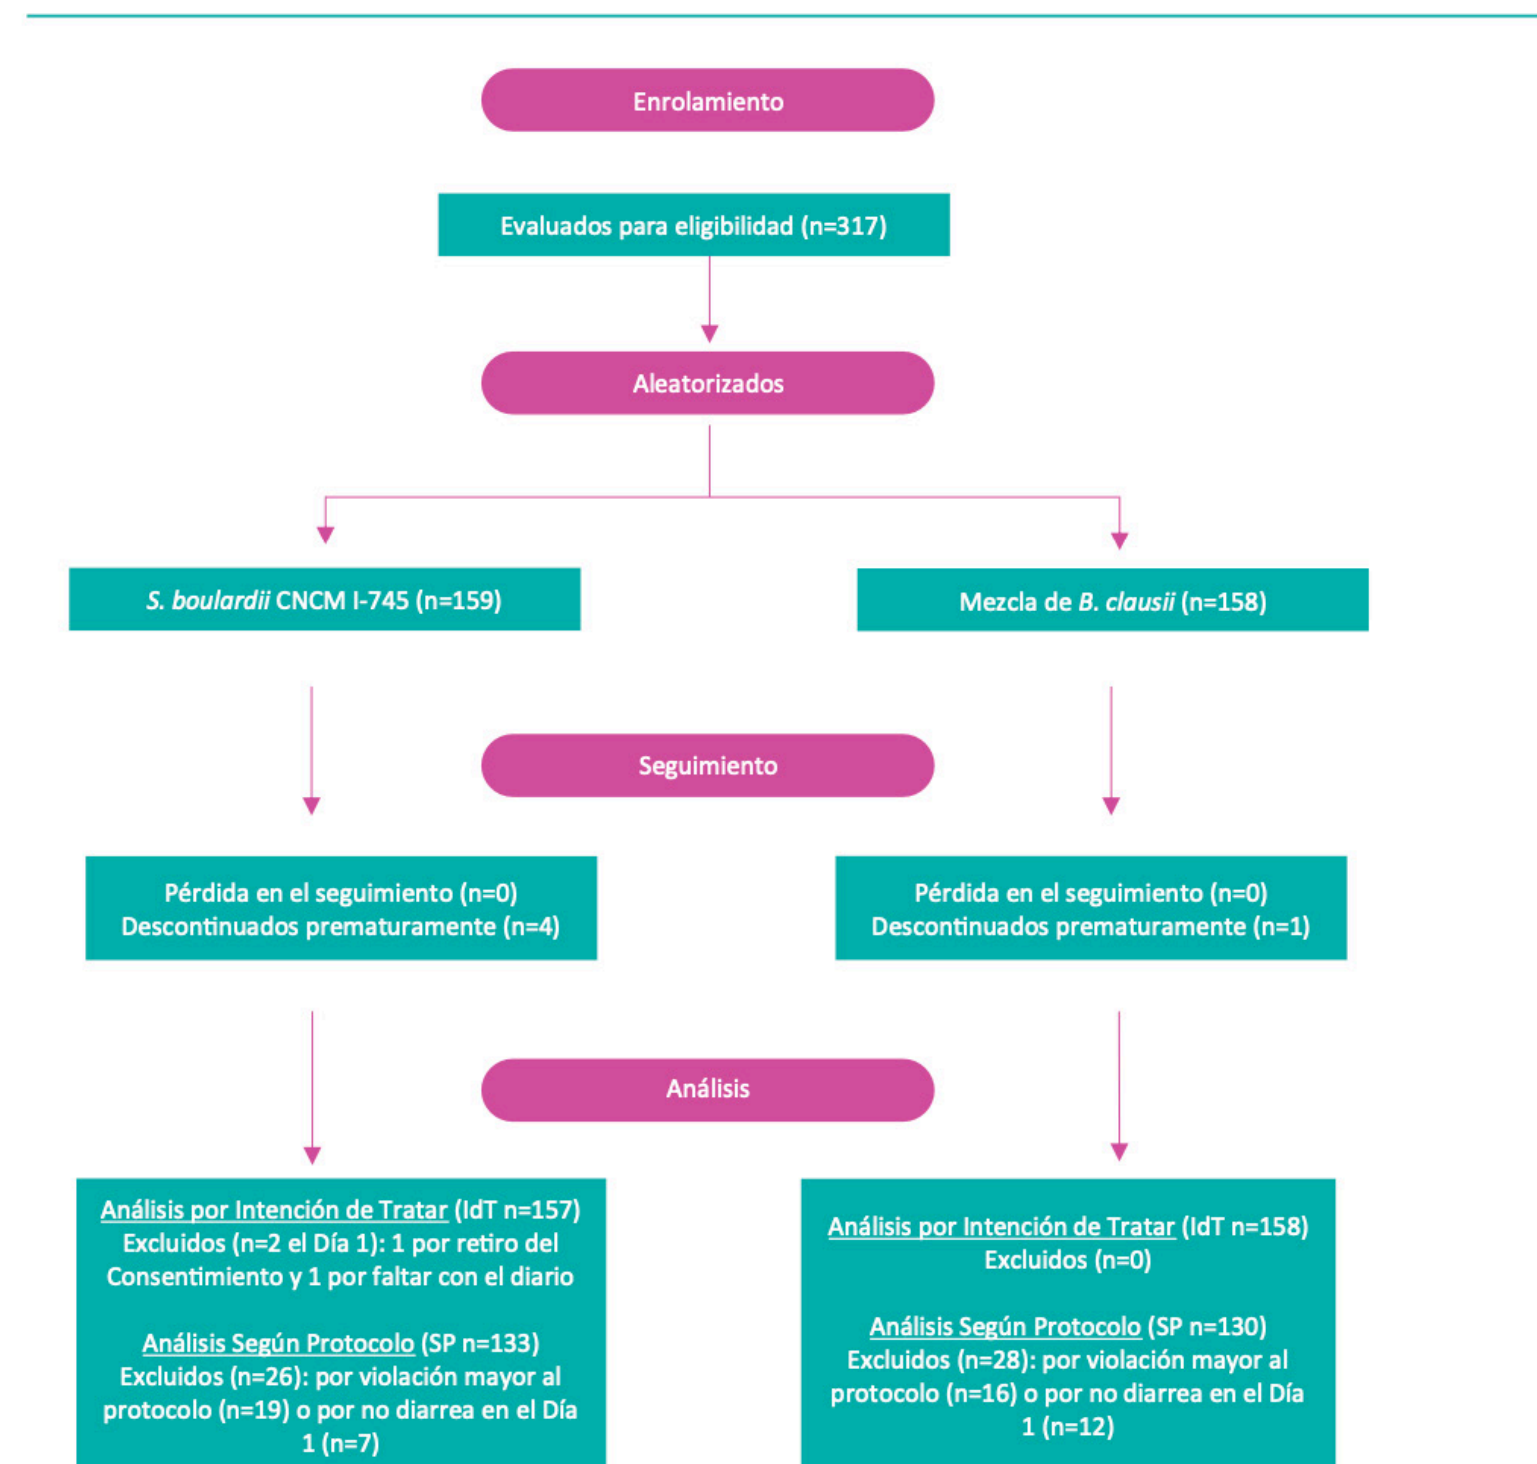 Enrolamiento
Evaluados para eligibilidad (n=317)
Aleatorizados
S. boulardii CNCM I-745 (n=159)
Mezcla de B. clausii (n=158)
Seguimiento
Pérdida en el seguimiento (n=0)
Descontinuados prematuramente (n=4)
Pérdida en el seguimiento (n=0)
Descontinuados prematuramente (n=1)
Análisis
Análisis por Intención de Tratar (IdT n=157)
Excluidos (n=2 el Día 1): 1 por retiro del
Consentimiento y 1 por faltar con el diario
Análisis Según Protocolo (SP n=133)
Excluidos (n=26): por violación mayor al
protocolo (n=19) o por no diarrea en el Día
1 (n=7)
Análisis por Intención de Tratar (IdT n=158)
Excluidos (n=0)
Análisis Según Protocolo (SP n=130)
Excluidos (n=28): por violación mayor al
protocolo (n=16) o por no diarrea en el Día
1 (n=12)